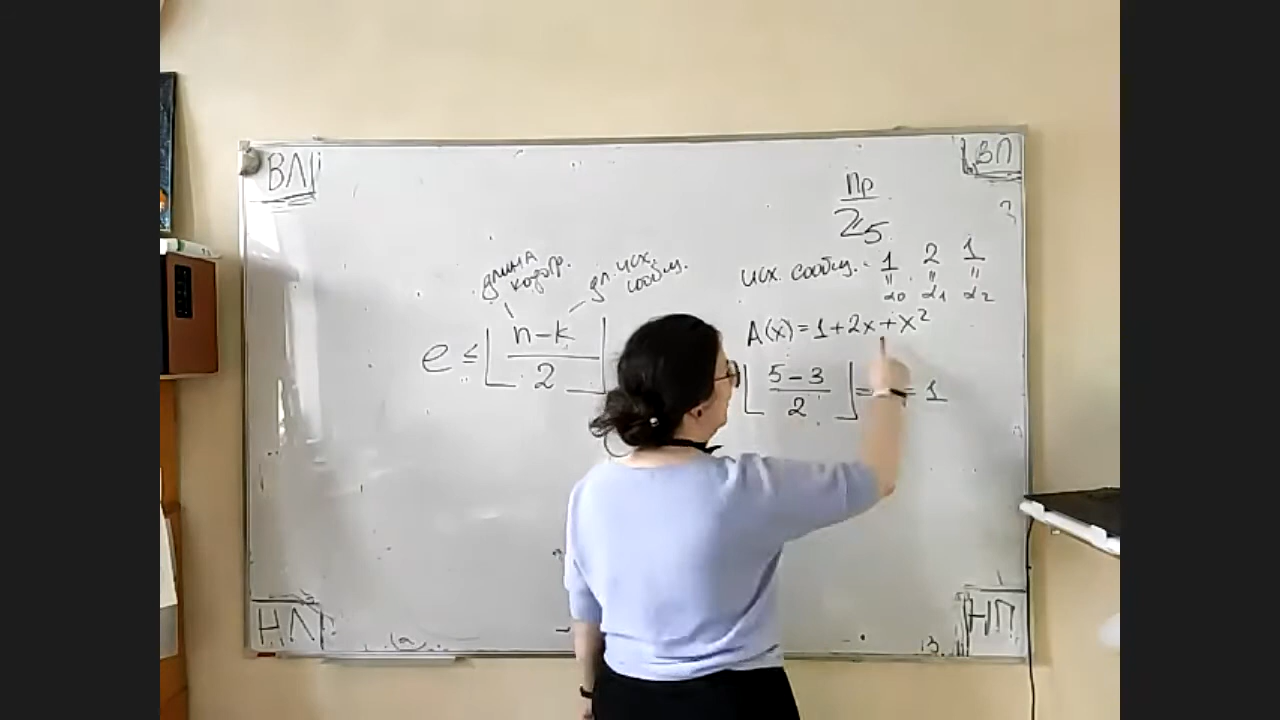 ВЛ
ВП
Пр
ℤ₅
длина кодогр.
дл. исх. сообщ.
исх. сообщ. - 1 2 1
" " "
α₀ α₁ α₂
A(x) = 1+2x+x²
e ≤ ⌊(n-k)/2⌋
⌊(5-3)/2⌋ = = 1
НЛ
НП